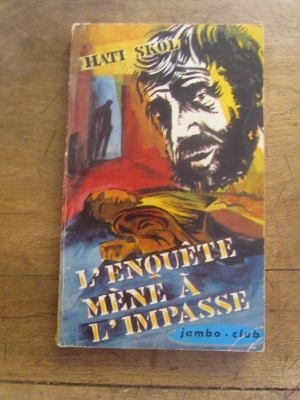 HATI SKOL
L'ENQUÊTE
MÈNE À
L'IMPASSE
jambo-club